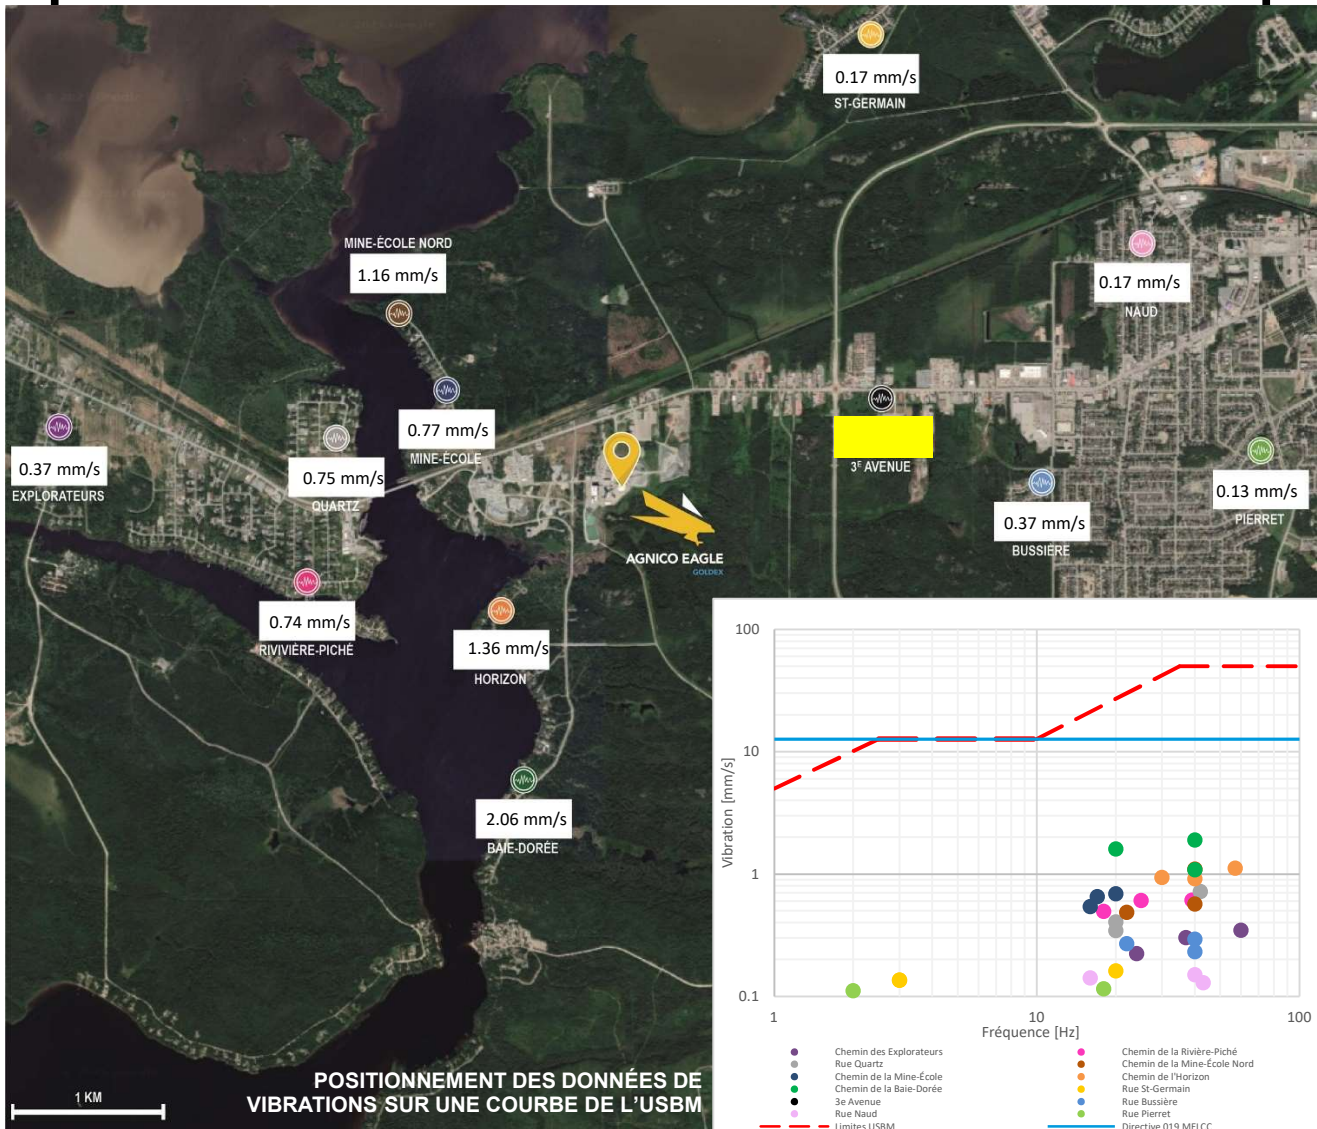 0.17 mm/s
ST-GERMAIN
MINE-ÉCOLE NORD
1.16 mm/s
0.17 mm/s
NAUD
0.77 mm/s
MINE-ÉCOLE
0.37 mm/s
EXPLORATEURS
0.75 mm/s
QUARTZ
3E AVENUE
0.37 mm/s
BUSSIÈRE
0.13 mm/s
PIERRET
AGNICO EAGLE
GOLDEX
0.74 mm/s
RIVIVIÈRE-PICHÉ
1.36 mm/s
HORIZON
2.06 mm/s
BAIE-DORÉE
POSITIONNEMENT DES DONNÉES DE
VIBRATIONS SUR UNE COURBE DE L'USBM
1 KM
Vibration [mm/s]
100
10
1
0.1
1
10
100
Fréquence [Hz]
Chemin des Explorateurs
Chemin de la Rivière-Piché
Rue Quartz
Chemin de la Mine-École Nord
Chemin de la Mine-École
Chemin de l'Horizon
Chemin de la Baie-Dorée
Rue St-Germain
3e Avenue
Rue Bussière
Rue Naud
Rue Pierret
Limites USBM
Directive 019 MELCC